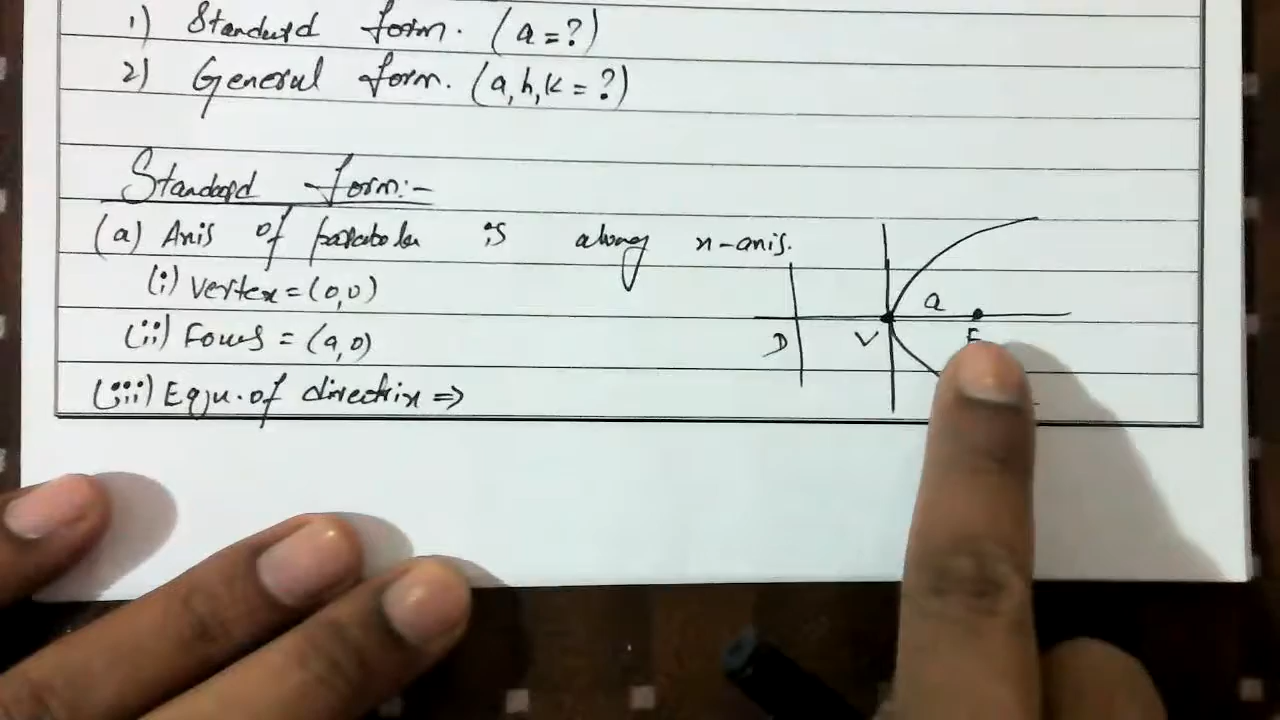 1) Standard form. (a=?)
2) General form. (a,h,k=?)
Standard form:-
(a) Axis of parabola is along x-axis.
(i) Vertex=(0,0)
(ii) Focus = (a,0)
(iii) Equ. of directrix ⇒
a
D V F